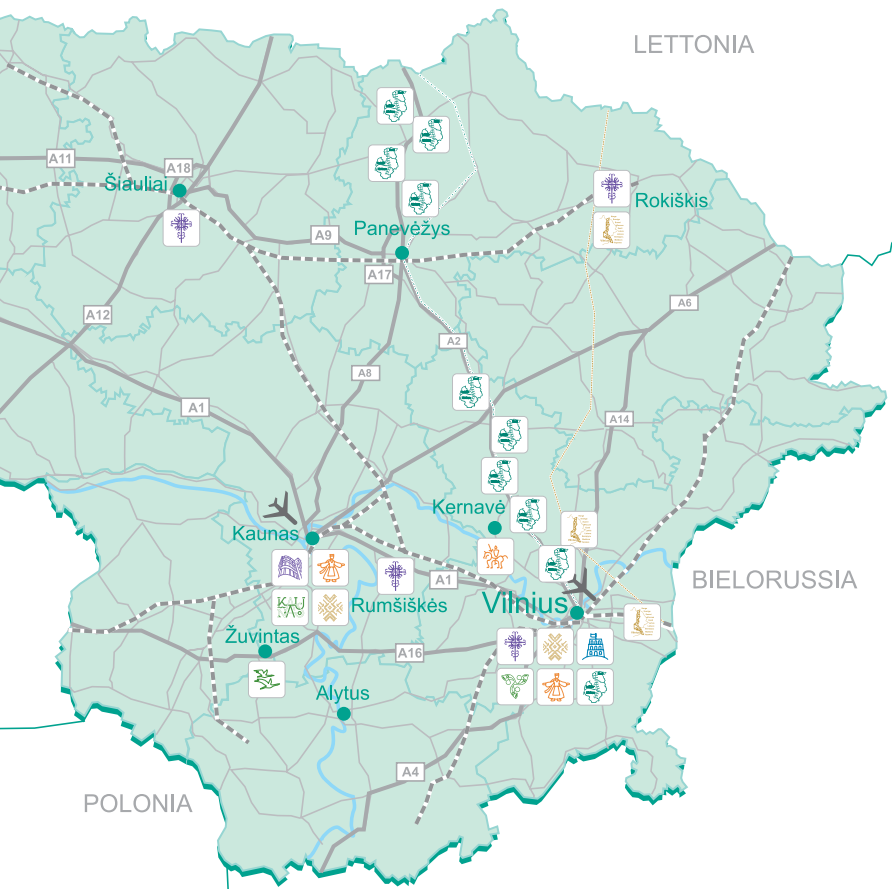 LETTONIA
A11
A18
Šiauliai
Rokiškis
Panevėžys
A9
A17
A6
A12
A2
A8
A1
A14
Kernavė
Kaunas
A1
BIELORUSSIA
Rumšiškės
Vilnius
Žuvintas
A16
Alytus
A4
POLONIA